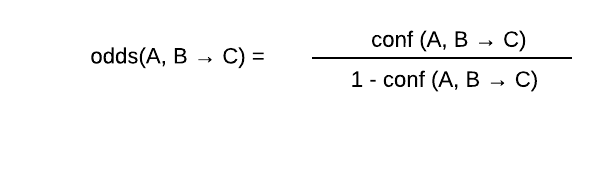 odds(A, B → C) =
conf (A, B → C)
1 - conf (A, B → C)